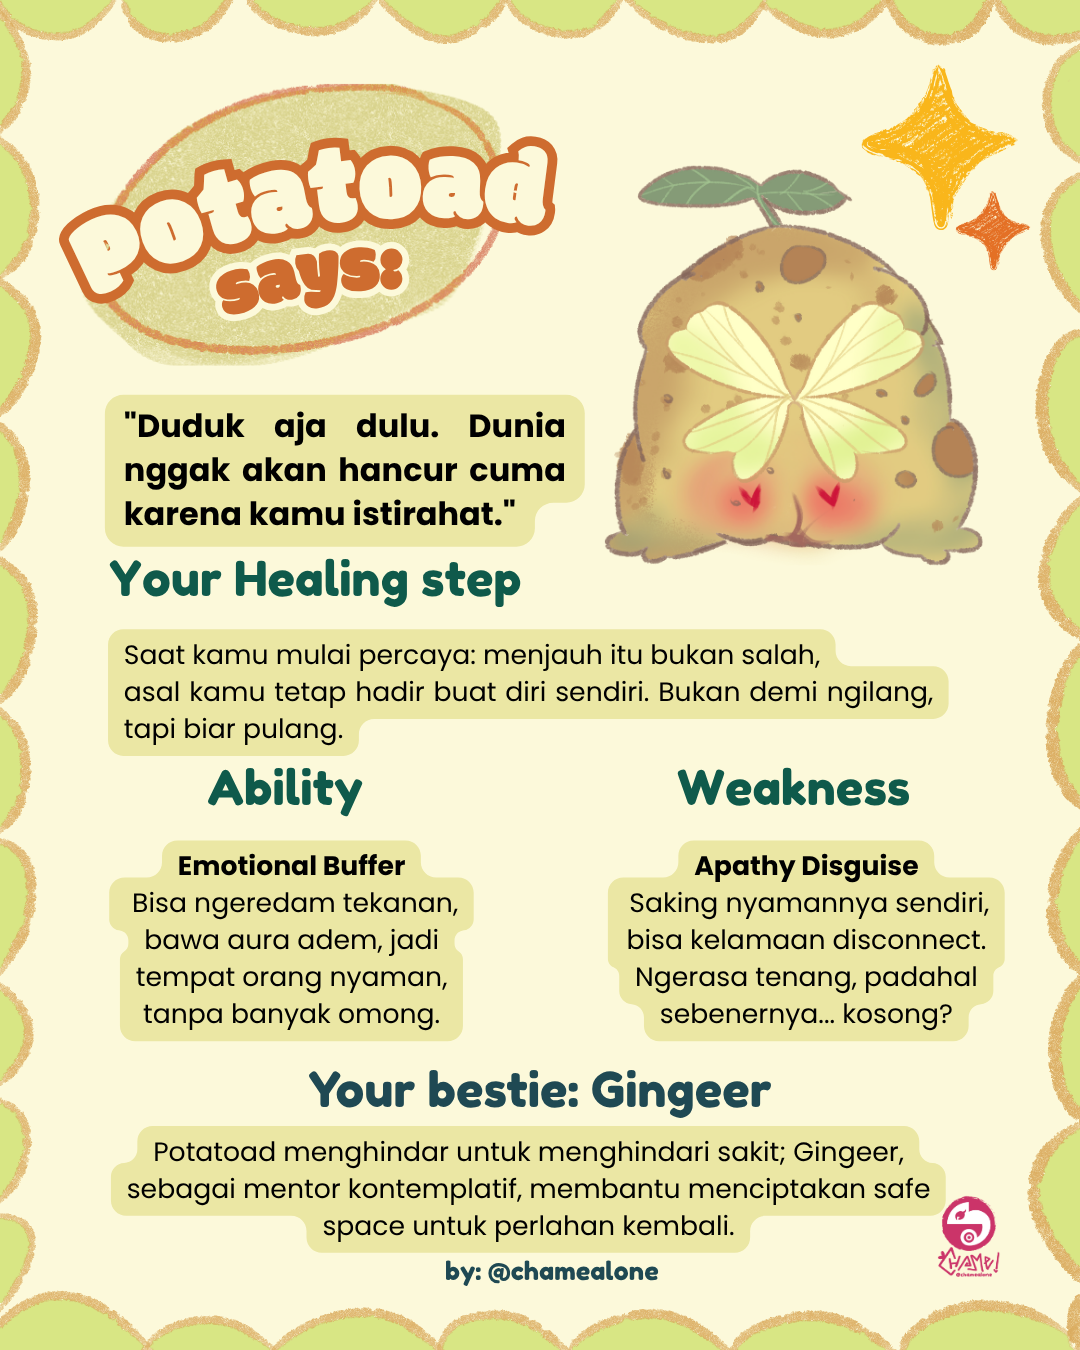 Potatoad
says:
"Duduk aja dulu. Dunia
nggak akan hancur cuma
karena kamu istirahat."
Your Healing step
Saat kamu mulai percaya: menjauh itu bukan salah,
asal kamu tetap hadir buat diri sendiri. Bukan demi ngilang,
tapi biar pulang.
Ability
Emotional Buffer
Bisa ngeredam tekanan,
bawa aura adem, jadi
tempat orang nyaman,
tanpa banyak omong.
Weakness
Apathy Disguise
Saking nyamannya sendiri,
bisa kelamaan disconnect.
Ngerasa tenang, padahal
sebenernya... kosong?
Your bestie: Gingeer
Potatoad menghindar untuk menghindari sakit; Gingeer,
sebagai mentor kontemplatif, membantu menciptakan safe
space untuk perlahan kembali.
by: @chamealone
CHAME!
@chamealone